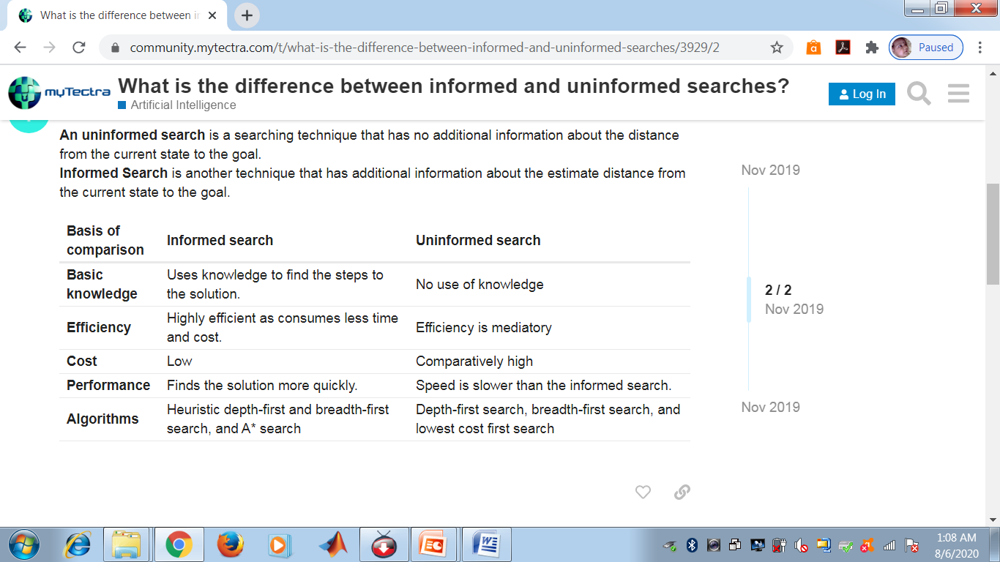 What is the difference between in
community.mytectra.com/t/what-is-the-difference-between-informed-and-uninformed-searches/3929/2
Paused
myTectra
What is the difference between informed and uninformed searches?
Artificial Intelligence
Log In
An uninformed search is a searching technique that has no additional information about the distance
from the current state to the goal.
Informed Search is another technique that has additional information about the estimate distance from
the current state to the goal.
Nov 2019
Basis of
comparison
Informed search
Uninformed search
Basic
knowledge
Uses knowledge to find the steps to
the solution.
No use of knowledge
2 / 2
Nov 2019
Efficiency
Highly efficient as consumes less time
and cost.
Efficiency is mediatory
Cost
Low
Comparatively high
Performance
Finds the solution more quickly.
Speed is slower than the informed search.
Nov 2019
Algorithms
Heuristic depth-first and breadth-first
search, and A* search
Depth-first search, breadth-first search, and
lowest cost first search
1:08 AM
8/6/2020